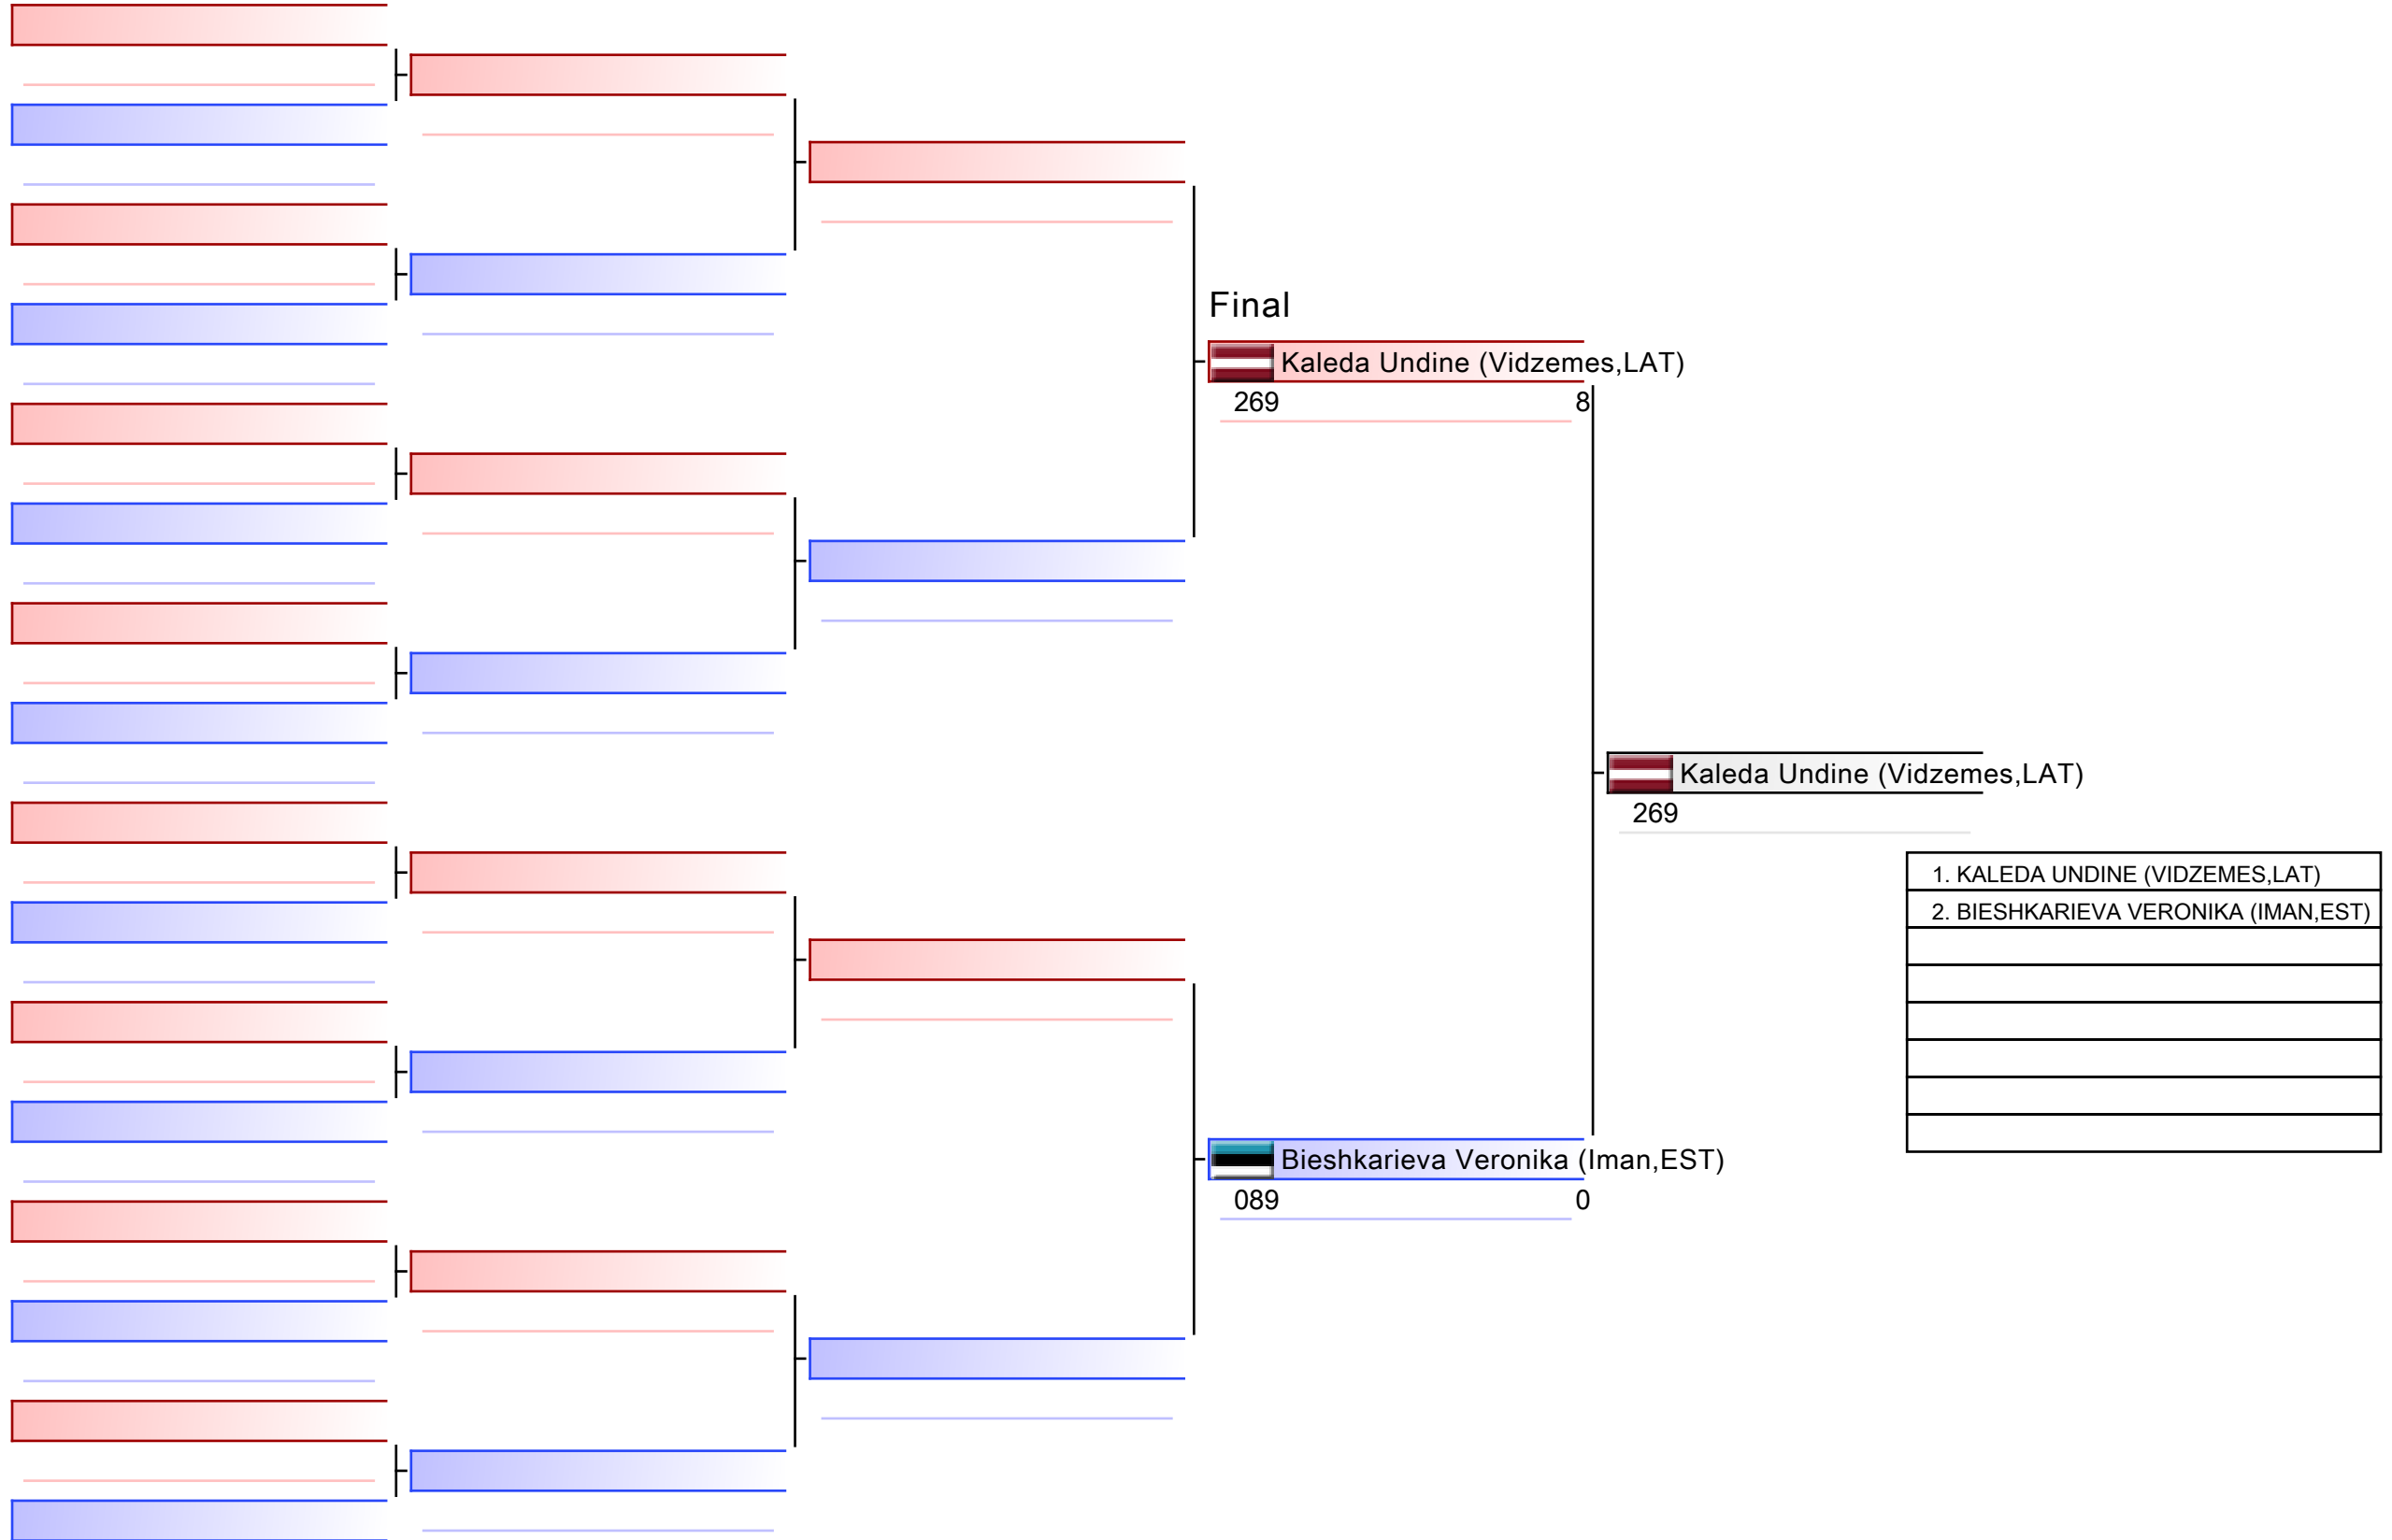 Final
Kaleda Undine (Vidzemes,LAT)
269 8
Kaleda Undine (Vidzemes,LAT)
269
1. KALEDA UNDINE (VIDZEMES,LAT)
2. BIESHKARIEVA VERONIKA (IMAN,EST)
Bieshkarieva Veronika (Iman,EST)
089 0